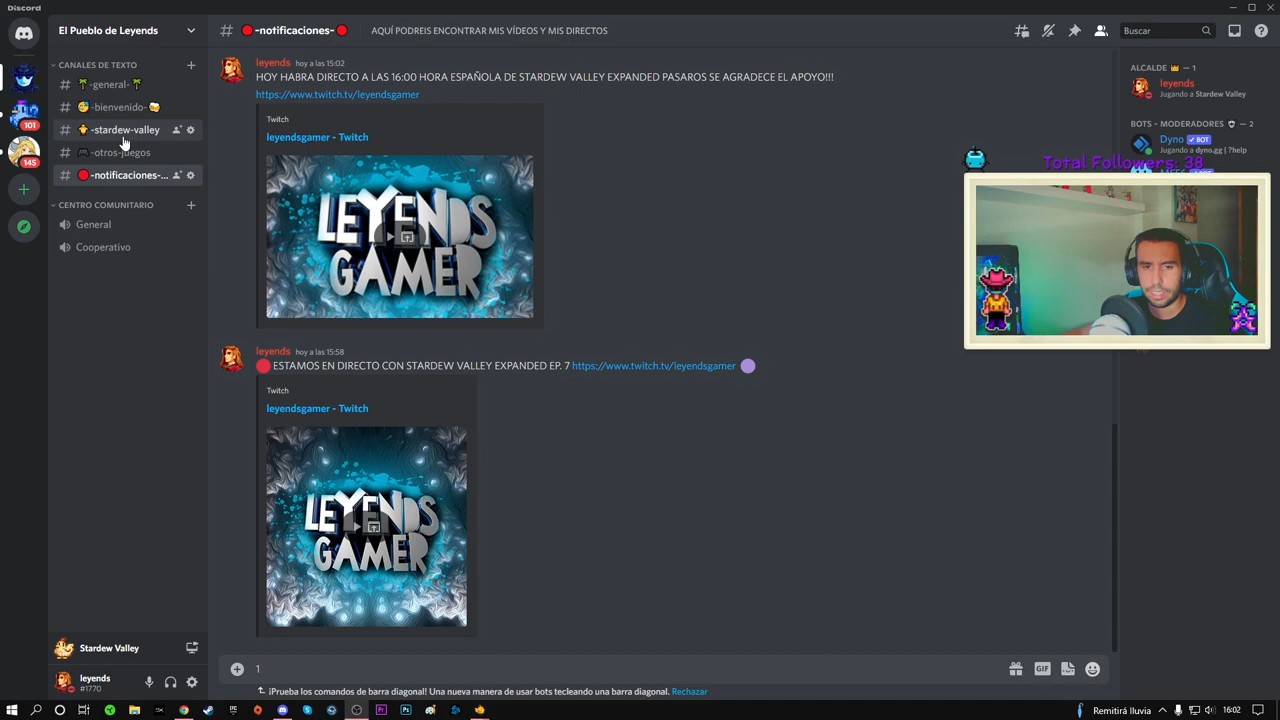 Discord
El Pueblo de Leyends
CANALES DE TEXTO
-general-
-bienvenido-
-stardew-valley
-otros-juegos
-notificaciones-...
CENTRO COMUNITARIO
General
Cooperativo
101
145
Stardew Valley
leyends
#1770
-notificaciones-
AQUÍ PODREIS ENCONTRAR MIS VÍDEOS Y MIS DIRECTOS
Buscar
leyends hoy a las 15:02
HOY HABRA DIRECTO A LAS 16:00 HORA ESPAÑOLA DE STARDEW VALLEY EXPANDED PASAROS SE AGRADECE EL APOYO!!!
https://www.twitch.tv/leyendsgamer
Twitch
leyendsgamer - Twitch
LEYENDS
GAMER
leyends hoy a las 15:58
ESTAMOS EN DIRECTO CON STARDEW VALLEY EXPANDED EP. 7 https://www.twitch.tv/leyendsgamer
Twitch
leyendsgamer - Twitch
LEYENDS
GAMER
1
GIF
¡Prueba los comandos de barra diagonal! Una nueva manera de usar bots tecleando una barra diagonal. Rechazar
ALCALDE — 1
leyends
Jugando a Stardew Valley
BOTS - MODERADORES — 2
Dyno BOT
Jugando a dyno.gg | ?help
Total Followers: 38
Remitirá lluvia
16:02